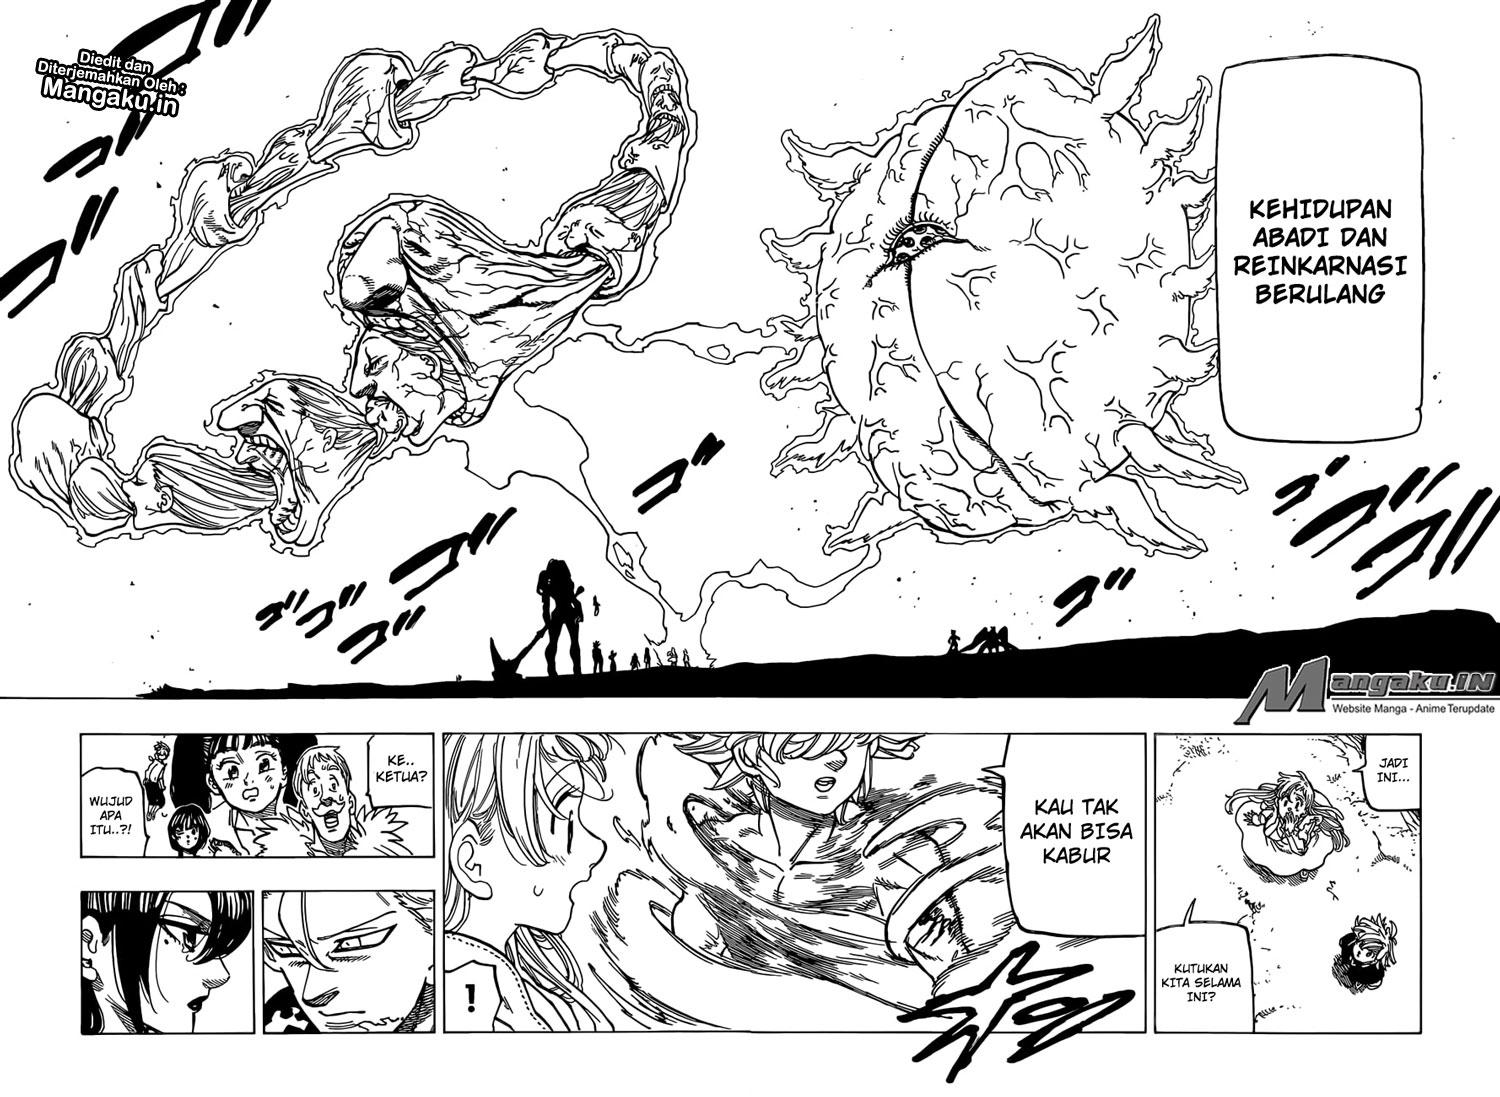 Diedit dan
Diterjemahkan Oleh :
Mangaku.in
KEHIDUPAN
ABADI DAN
REINKARNASI
BERULANG
Mangaku.IN
Website Manga - Anime Terupdate
KE..
KETUA?
WUJUD
APA
ITU..?!
KAU TAK
AKAN BISA
KABUR
!
JADI
INI...
KUTUKAN
KITA SELAMA
INI?